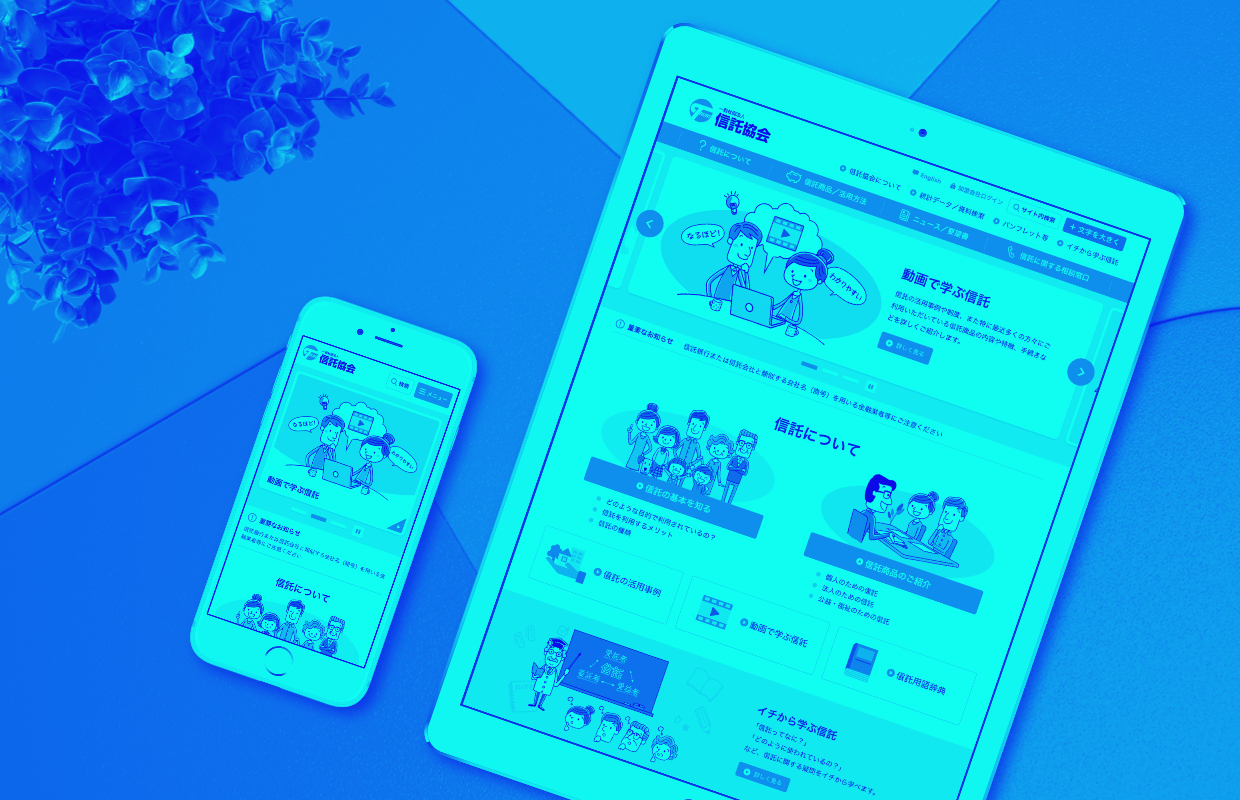 一般社団法人
信託協会
検索
メニュー
なるほど!
わかりやすい
動画で学ぶ信託
重要なお知らせ
信託銀行または信託会社と類似する会社名（商号）を用いる金
融業者等にご注意ください
信託について
一般社団法人
信託協会
English
加盟会社ログイン
サイト内検索
文字を大きく
信託協会について
統計データ／資料検索
パンフレット等
イチから学ぶ信託
信託について
信託商品／活用方法
ニュース／要望書
信託に関する相談窓口
なるほど!
わかりやすい
動画で学ぶ信託
信託の活用事例や制度、また特に最近多くの方々にご
利用いただいている信託商品の内容や特徴、手続きな
どを詳しくご紹介します。
詳しく見る
重要なお知らせ
信託銀行または信託会社と類似する会社名（商号）を用いる金融業者等にご注意ください
信託について
信託の基本を知る
どのような目的で利用されているの？
信託を利用するメリット
信託の種類
信託商品のご紹介
個人のための信託
法人のための信託
公益・福祉のための信託
信託の活用事例
動画で学ぶ信託
信託用語辞典
受託者
信託
委託者
受益者
イチから学ぶ信託
「信託ってなに？」
「どのように使われているの？」
など、信託に関する疑問をイチから学べます。
詳しく見る